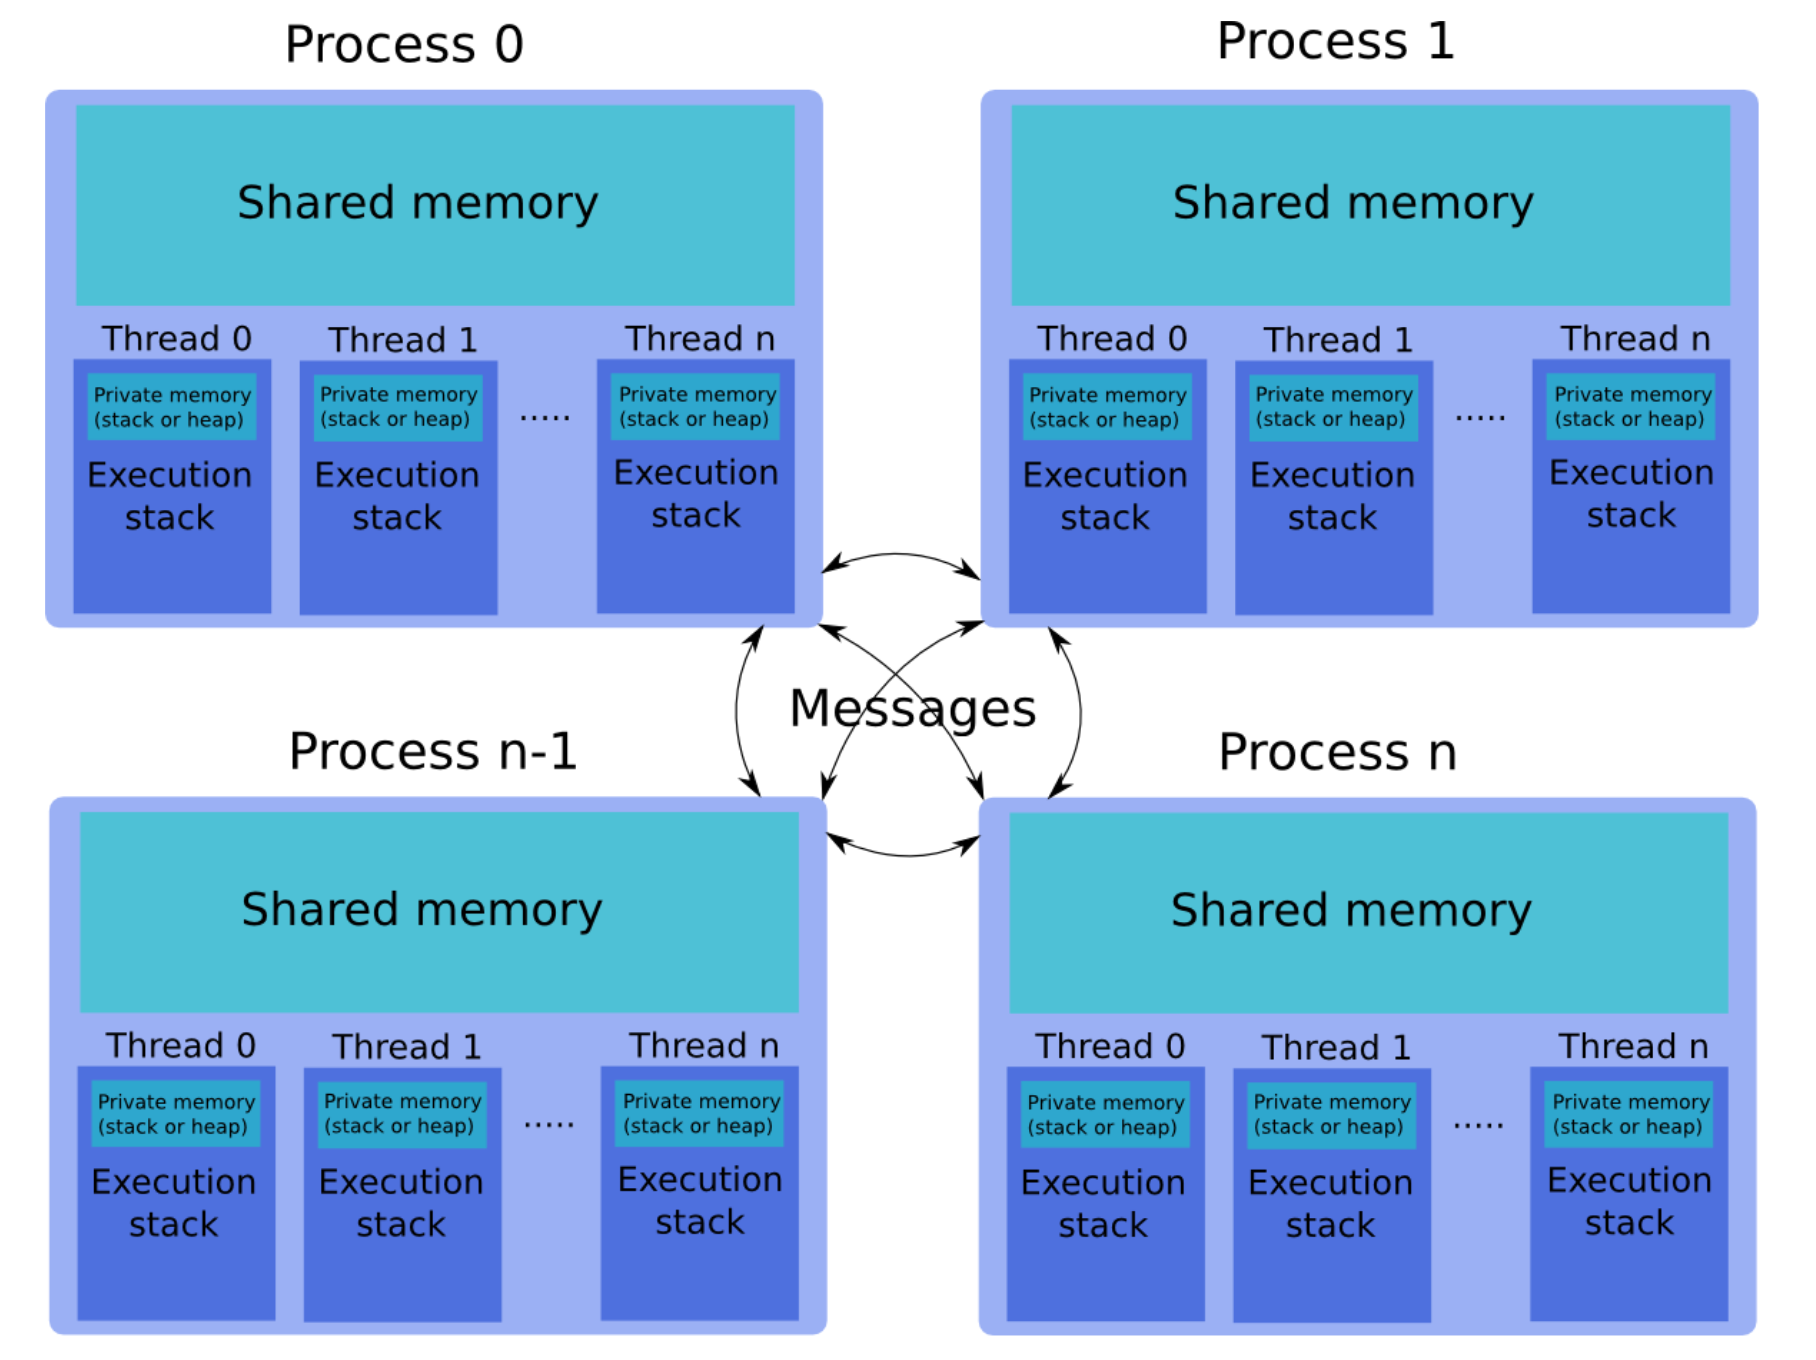 Process 0
Process 1
Shared memory
Shared memory
Thread 0 Thread 1 Thread n
Thread 0 Thread 1 Thread n
Private memory
(stack or heap)
Execution
stack
Private memory
(stack or heap)
Execution
stack
.....
Private memory
(stack or heap)
Execution
stack
Private memory
(stack or heap)
Execution
stack
Private memory
(stack or heap)
Execution
stack
.....
Private memory
(stack or heap)
Execution
stack
Messages
Process n-1
Process n
Shared memory
Shared memory
Thread 0 Thread 1 Thread n
Thread 0 Thread 1 Thread n
Private memory
(stack or heap)
Execution
stack
Private memory
(stack or heap)
Execution
stack
.....
Private memory
(stack or heap)
Execution
stack
Private memory
(stack or heap)
Execution
stack
Private memory
(stack or heap)
Execution
stack
.....
Private memory
(stack or heap)
Execution
stack